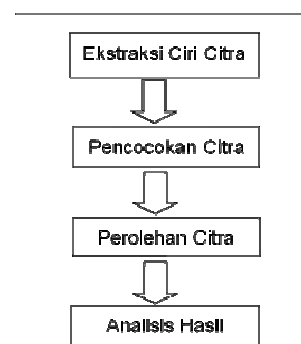 Ekstraksi Ciri Citra
Pencocokan Citra
Perolehan Citra
Analisis Hasil